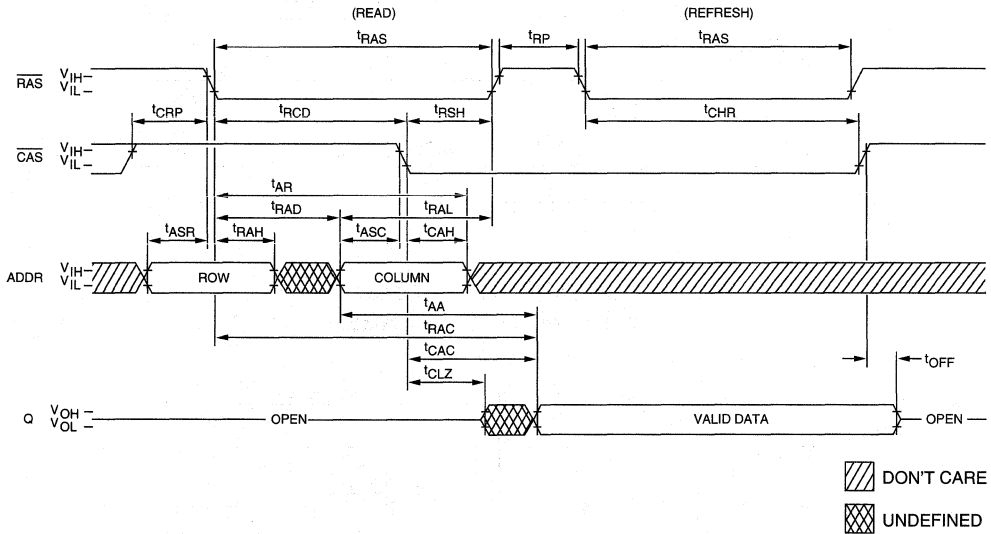 (READ) (REFRESH)
tRAS tRP tRAS
RAS VIH VIL
tCRP tRCD tRSH tCHR
CAS VIH VIL
tAR
tRAD tRAL
tASR tRAH tASC tCAH
ADDR VIH VIL ROW COLUMN
tAA
tRAC
tCAC
tCLZ tOFF
Q VOH VOL OPEN VALID DATA OPEN
DON'T CARE
UNDEFINED